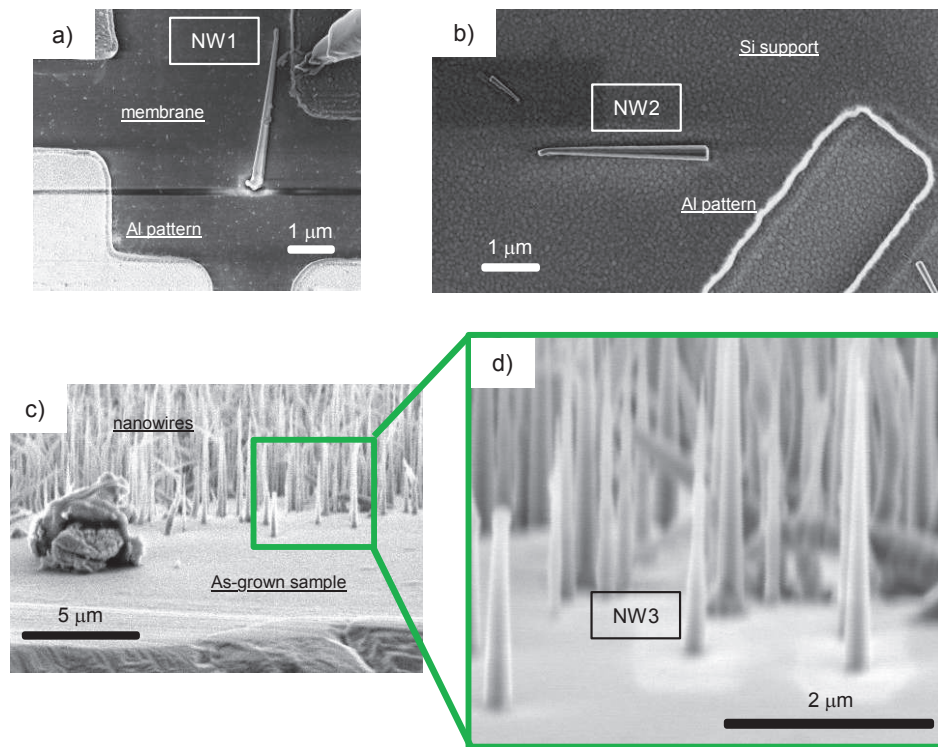 a)
NW1
membrane
Al pattern
1 μm
b)
Si support
NW2
Al pattern
1 μm
c)
nanowires
As-grown sample
5 μm
d)
NW3
2 μm